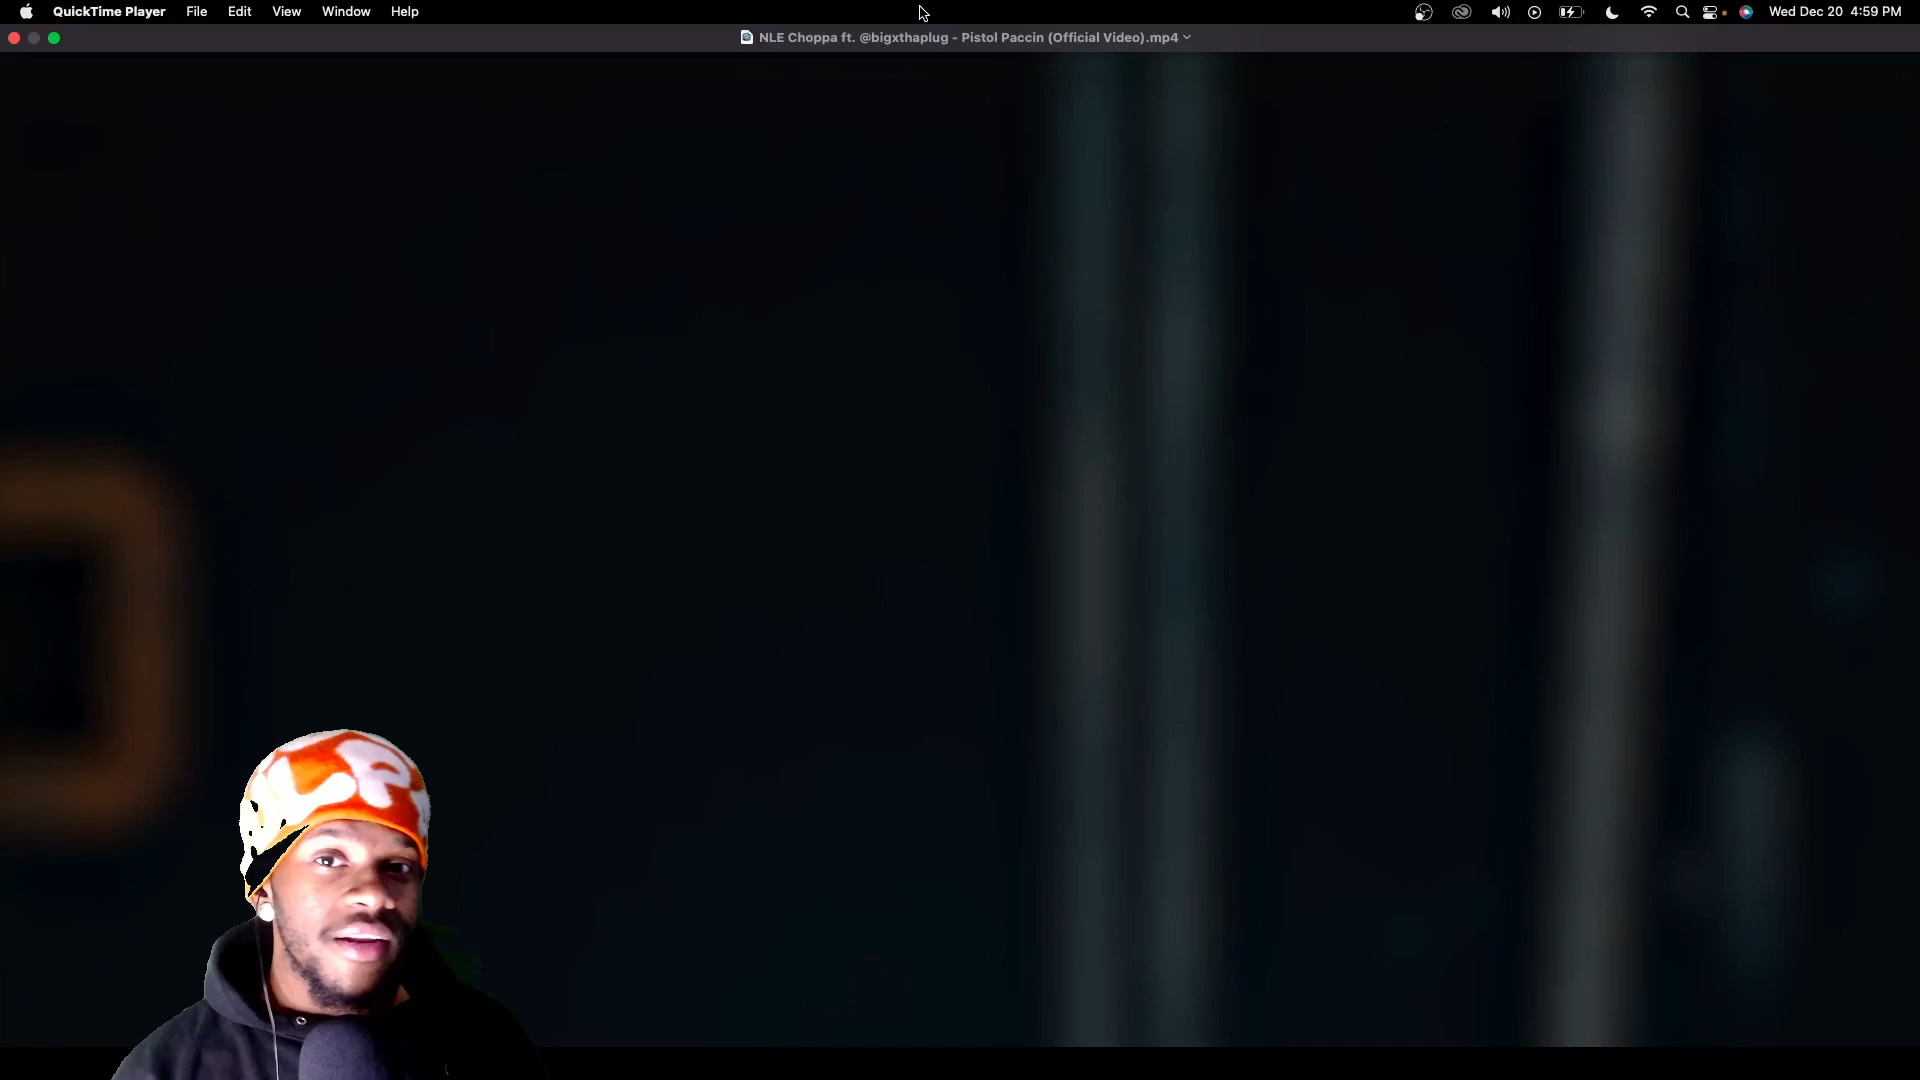 QuickTime Player File Edit View Window Help Wed Dec 20 4:59 PM
NLE Choppa ft. @bigxthaplug - Pistol Paccin (Official Video).mp4